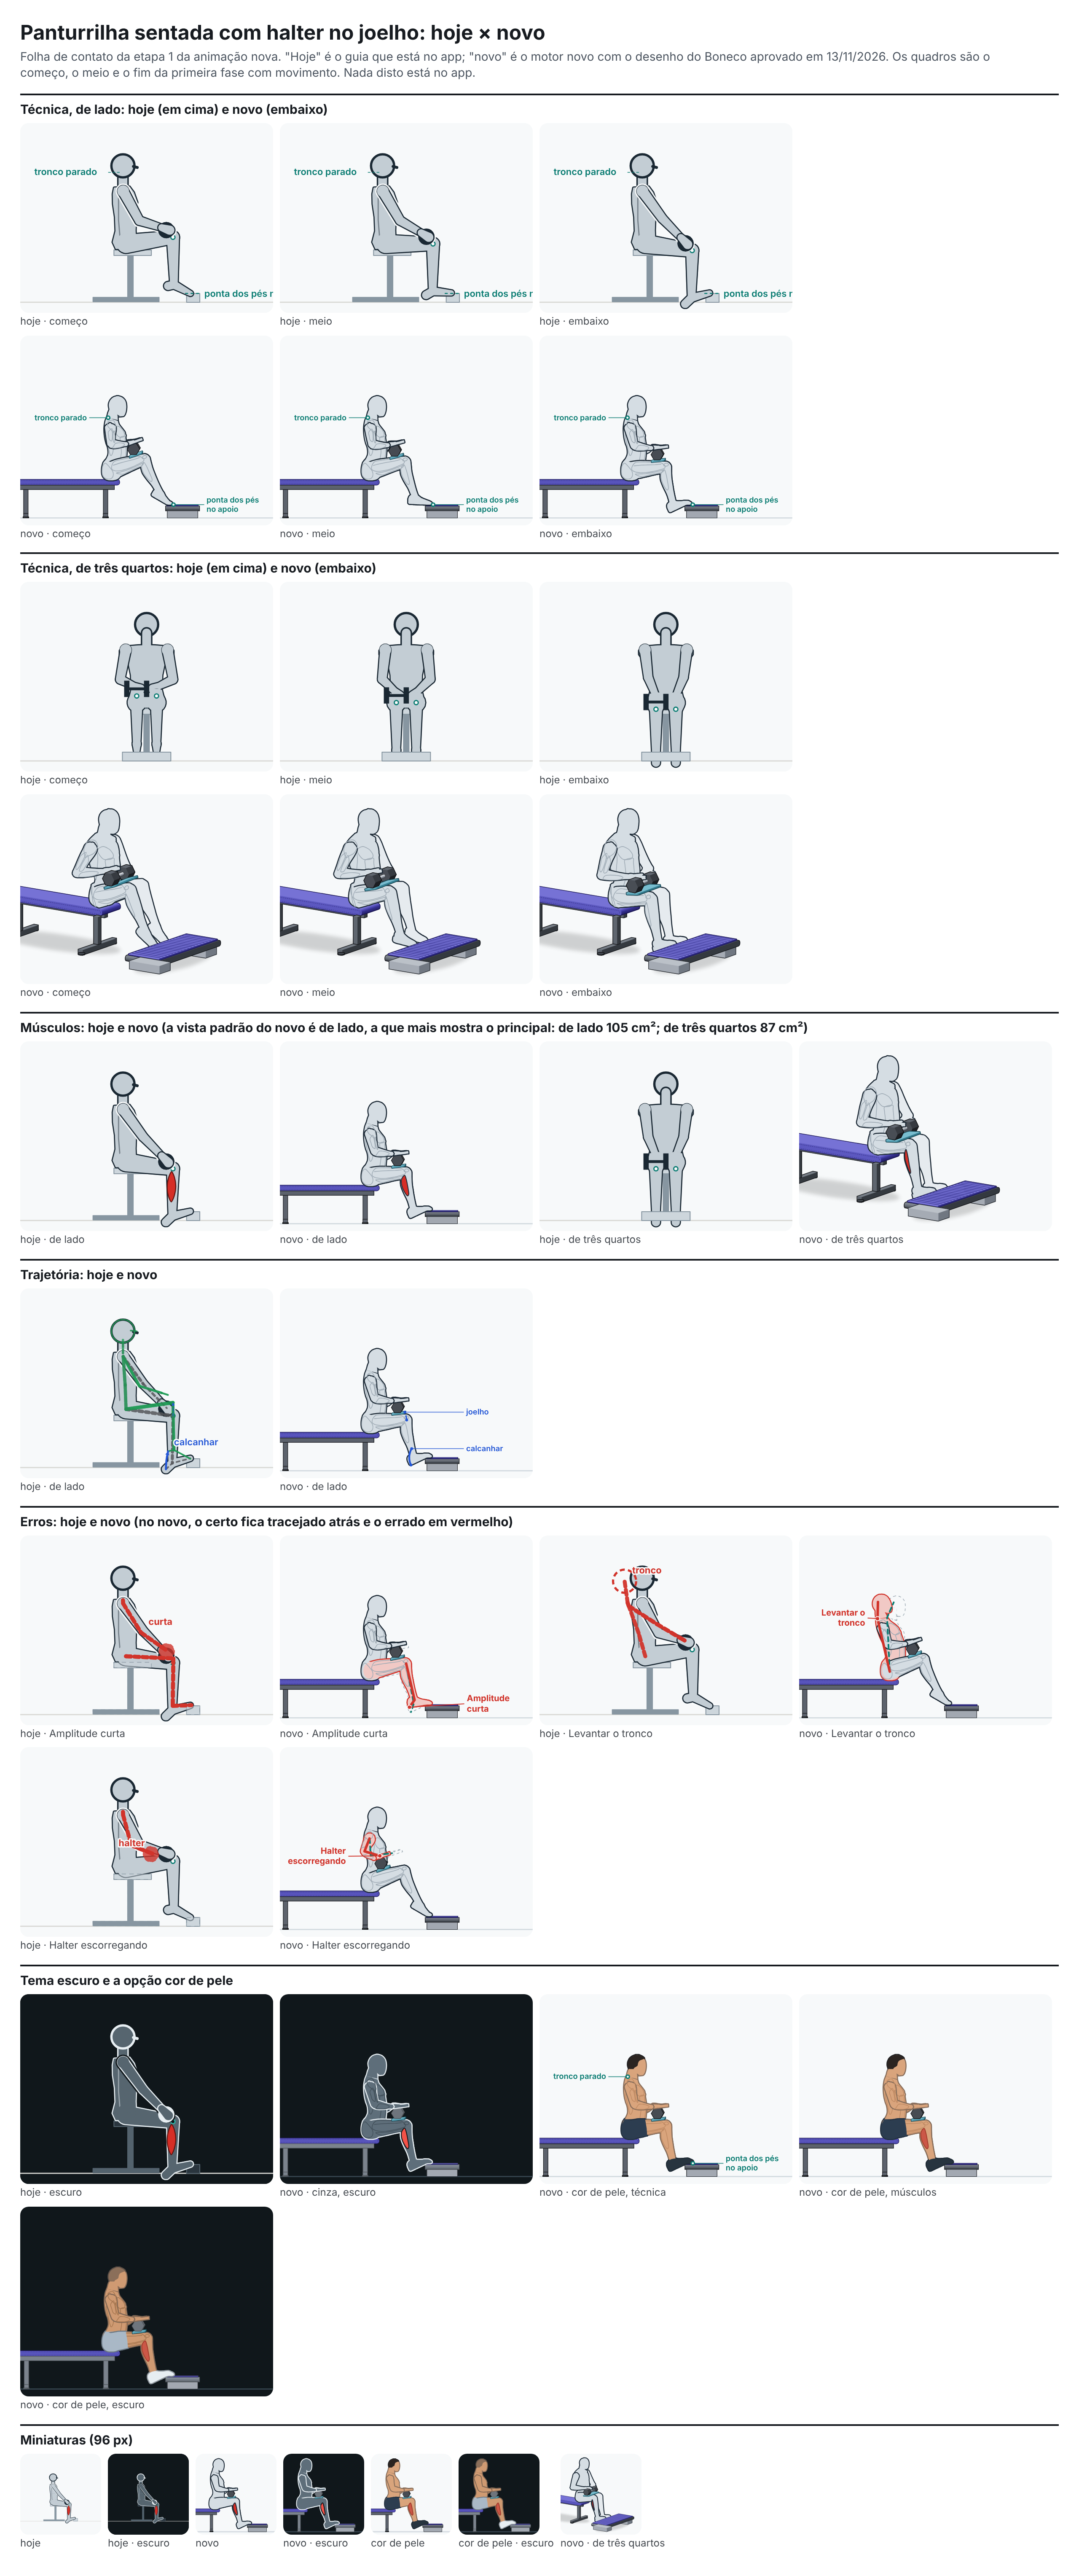 Panturrilha sentada com halter no joelho: hoje × novo
Folha de contato da etapa 1 da animação nova. "Hoje" é o guia que está no app; "novo" é o motor novo com o desenho do Boneco aprovado em 13/11/2026. Os quadros são o
começo, o meio e o fim da primeira fase com movimento. Nada disto está no app.
Técnica, de lado: hoje (em cima) e novo (embaixo)
tronco parado
ponta dos pés r
tronco parado
ponta dos pés r
tronco parado
ponta dos pés r
hoje · começo
hoje · meio
hoje · embaixo
tronco parado
ponta dos pés
no apoio
tronco parado
ponta dos pés
no apoio
tronco parado
ponta dos pés
no apoio
novo · começo
novo · meio
novo · embaixo
Técnica, de três quartos: hoje (em cima) e novo (embaixo)
hoje · começo
hoje · meio
hoje · embaixo
novo · começo
novo · meio
novo · embaixo
Músculos: hoje e novo (a vista padrão do novo é de lado, a que mais mostra o principal: de lado 105 cm²; de três quartos 87 cm²)
hoje · de lado
novo · de lado
hoje · de três quartos
novo · de três quartos
Trajetória: hoje e novo
calcanhar
joelho
calcanhar
hoje · de lado
novo · de lado
Erros: hoje e novo (no novo, o certo fica tracejado atrás e o errado em vermelho)
curta
Amplitude
curta
tronco
Levantar o
tronco
hoje · Amplitude curta
novo · Amplitude curta
hoje · Levantar o tronco
novo · Levantar o tronco
halter
Halter
escorregando
hoje · Halter escorregando
novo · Halter escorregando
Tema escuro e a opção cor de pele
tronco parado
ponta dos pés
no apoio
hoje · escuro
novo · cinza, escuro
novo · cor de pele, técnica
novo · cor de pele, músculos
novo · cor de pele, escuro
Miniaturas (96 px)
hoje
hoje · escuro
novo
novo · escuro
cor de pele
cor de pele · escuro
novo · de três quartos